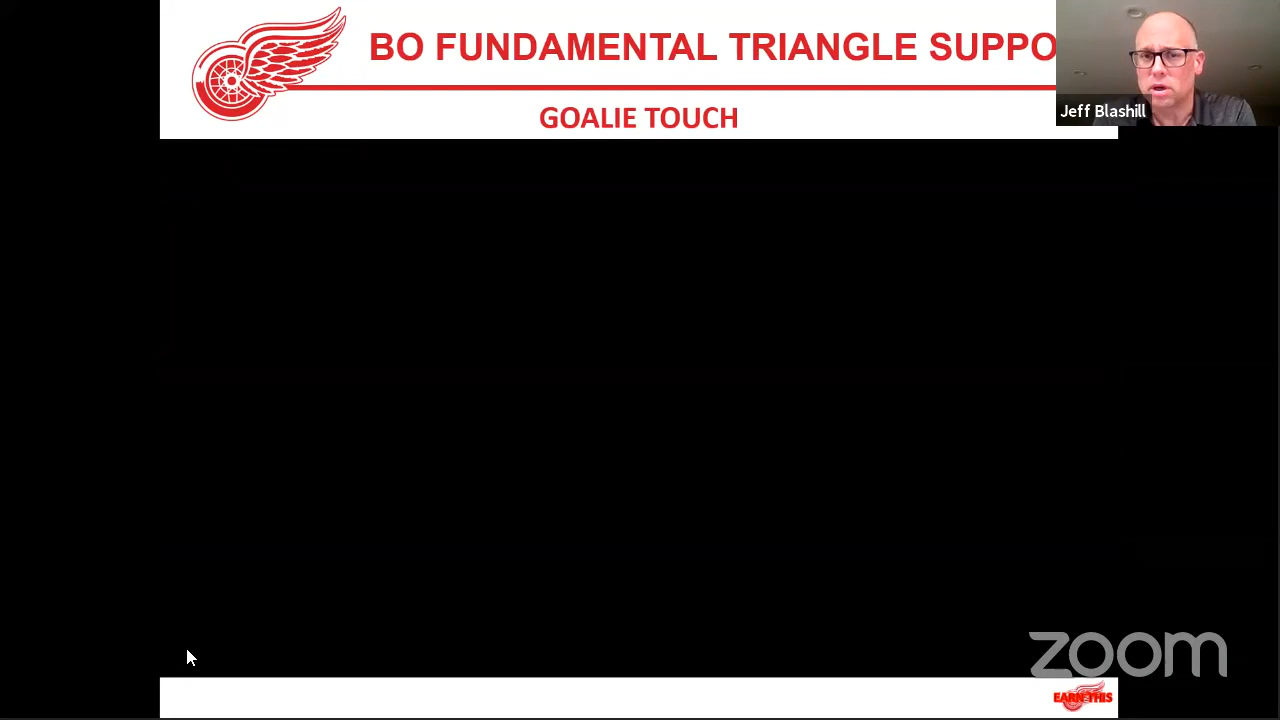 BO FUNDAMENTAL TRIANGLE SUPPO
GOALIE TOUCH
Jeff Blashill
zoom
EARN THIS